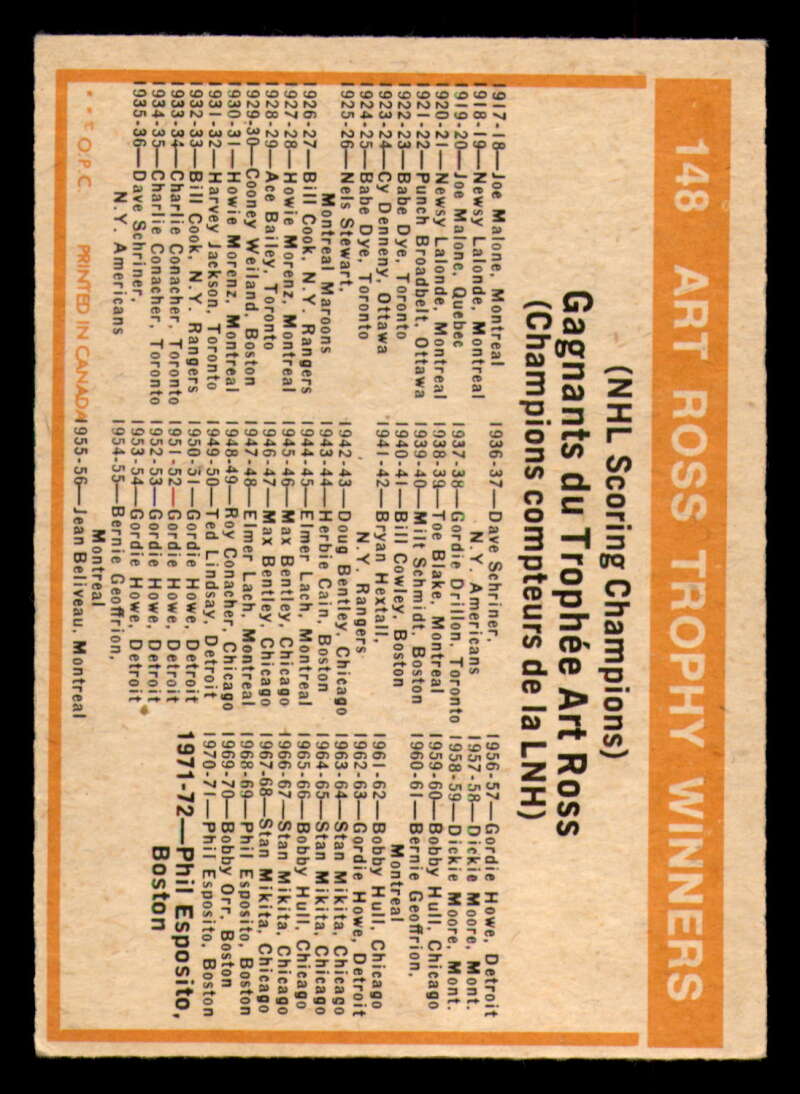 148 ART ROSS TROPHY WINNERS
(NHL Scoring Champions)
Gagnants du Trophée Art Ross
(Champions compteurs de la LNH)
1917-18—Joe Malone, Montreal
1918-19—Newsy Lalonde, Montreal
1919-20—Joe Malone, Quebec
1920-21—Newsy Lalonde, Montreal
1921-22—Punch Broadbelt, Ottawa
1922-23—Babe Dye, Toronto
1923-24—Cy Denneny, Ottawa
1924-25—Babe Dye, Toronto
1925-26—Nels Stewart,
Montreal Maroons
1926-27—Bill Cook, N.Y. Rangers
1927-28—Howie Morenz, Montreal
1928-29—Ace Bailey, Toronto
1929-30—Cooney Weiland, Boston
1930-31—Howie Morenz, Montreal
1931-32—Harvey Jackson, Toronto
1932-33—Bill Cook, N.Y. Rangers
1933-34—Charlie Conacher, Toronto
1934-35—Charlie Conacher, Toronto
1935-36—Dave Schriner,
N.Y. Americans
1936-37—Dave Schriner,
N.Y. Americans
1937-38—Gordie Drillon, Toronto
1938-39—Toe Blake, Montreal
1939-40—Milt Schmidt, Boston
1940-41—Bill Cowley, Boston
1941-42—Bryan Hextall,
N.Y. Rangers
1942-43—Doug Bentley, Chicago
1943-44—Herbie Cain, Boston
1944-45—Elmer Lach, Montreal
1945-46—Max Bentley, Chicago
1946-47—Max Bentley, Chicago
1947-48—Elmer Lach, Montreal
1948-49—Roy Conacher, Chicago
1949-50—Ted Lindsay, Detroit
1950-51—Gordie Howe, Detroit
1951-52—Gordie Howe, Detroit
1952-53—Gordie Howe, Detroit
1953-54—Gordie Howe, Detroit
1954-55—Bernie Geoffrion,
Montreal
1955-56—Jean Beliveau, Montreal
1956-57—Gordie Howe, Detroit
1957-58—Dickie Moore, Mont.
1958-59—Dickie Moore, Mont.
1959-60—Bobby Hull, Chicago
1960-61—Bernie Geoffrion,
Montreal
1961-62—Bobby Hull, Chicago
1962-63—Gordie Howe, Detroit
1963-64—Stan Mikita, Chicago
1964-65—Stan Mikita, Chicago
1965-66—Bobby Hull, Chicago
1966-67—Stan Mikita, Chicago
1967-68—Stan Mikita, Chicago
1968-69—Phil Esposito, Boston
1969-70—Bobby Orr, Boston
1970-71—Phil Esposito, Boston
1971-72—Phil Esposito,
Boston
O.P.C. PRINTED IN CANADA